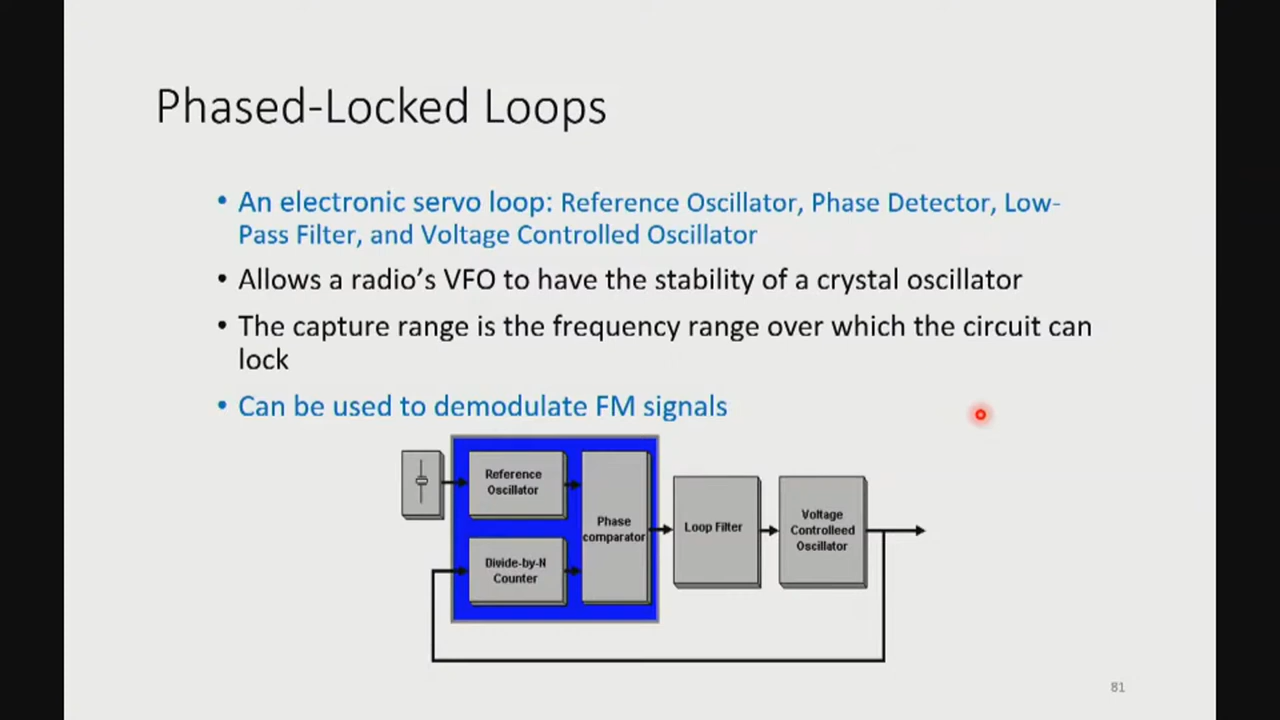 Phased-Locked Loops
• An electronic servo loop: Reference Oscillator, Phase Detector, Low-
Pass Filter, and Voltage Controlled Oscillator
• Allows a radio’s VFO to have the stability of a crystal oscillator
• The capture range is the frequency range over which the circuit can
lock
• Can be used to demodulate FM signals
Reference
Oscillator
Divide-by-N
Counter
Phase
comparator
Loop Filter
Voltage
Controlleed
Oscillator
81